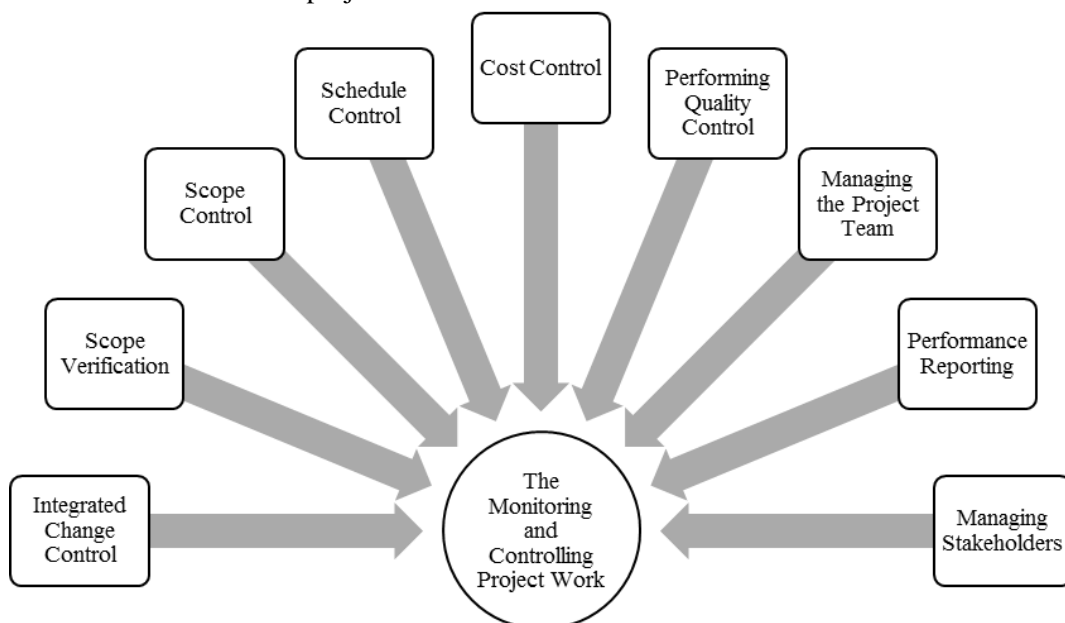 Cost Control
Schedule
Control
Performing
Quality
Control
Scope
Control
Managing
the Project
Team
Scope
Verification
Performance
Reporting
Integrated
Change
Control
The
Monitoring
and
Controlling
Project Work
Managing
Stakeholders